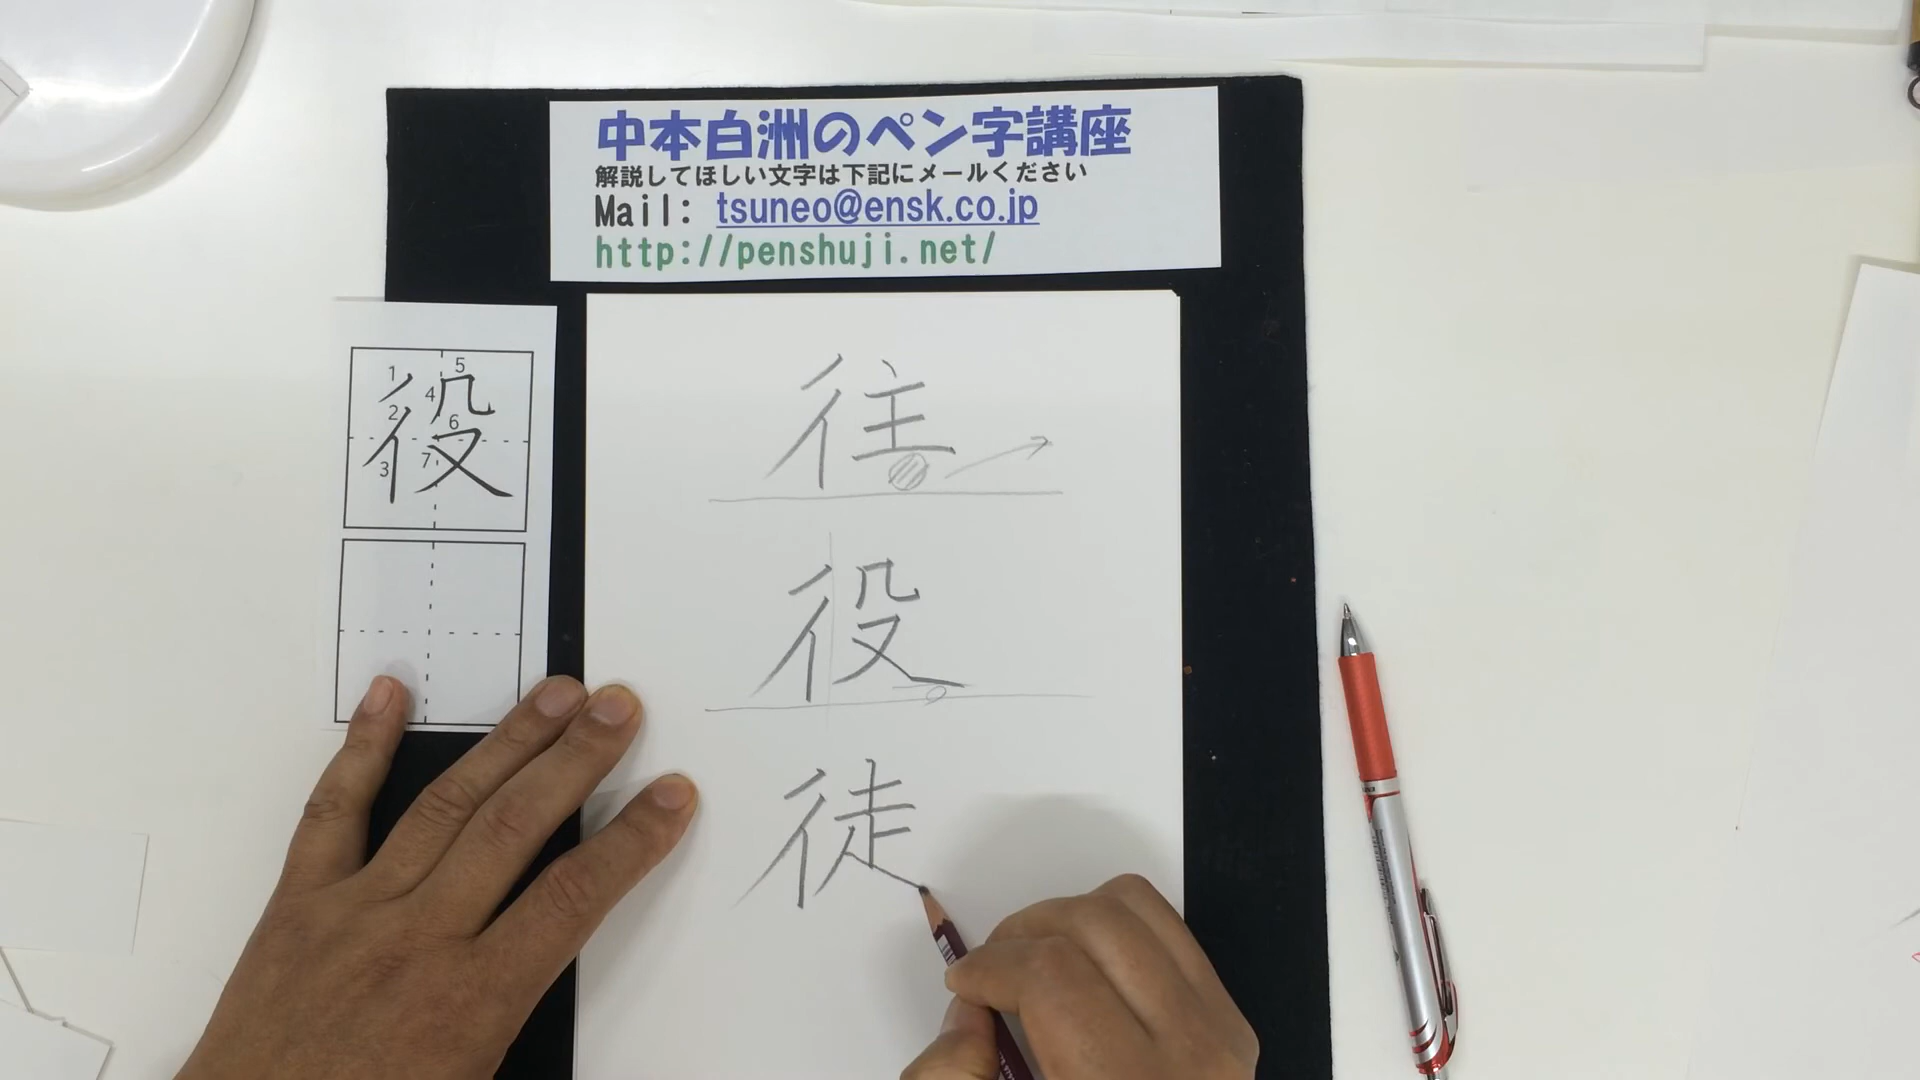 中本白洲のペン字講座
解説してほしい文字は下記にメールください
Mail: tsuneo@ensk.co.jp
http://penshuji.net/
役
1
2
3
4
5
6
7
往
役
徒